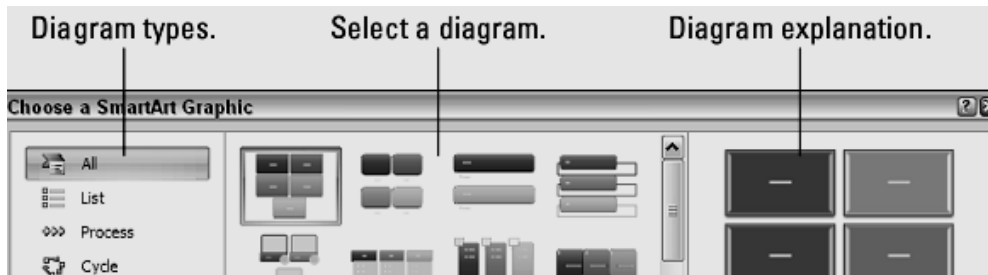 Diagram types. Select a diagram. Diagram explanation.
Choose a SmartArt Graphic
All
List
Process
Cycle